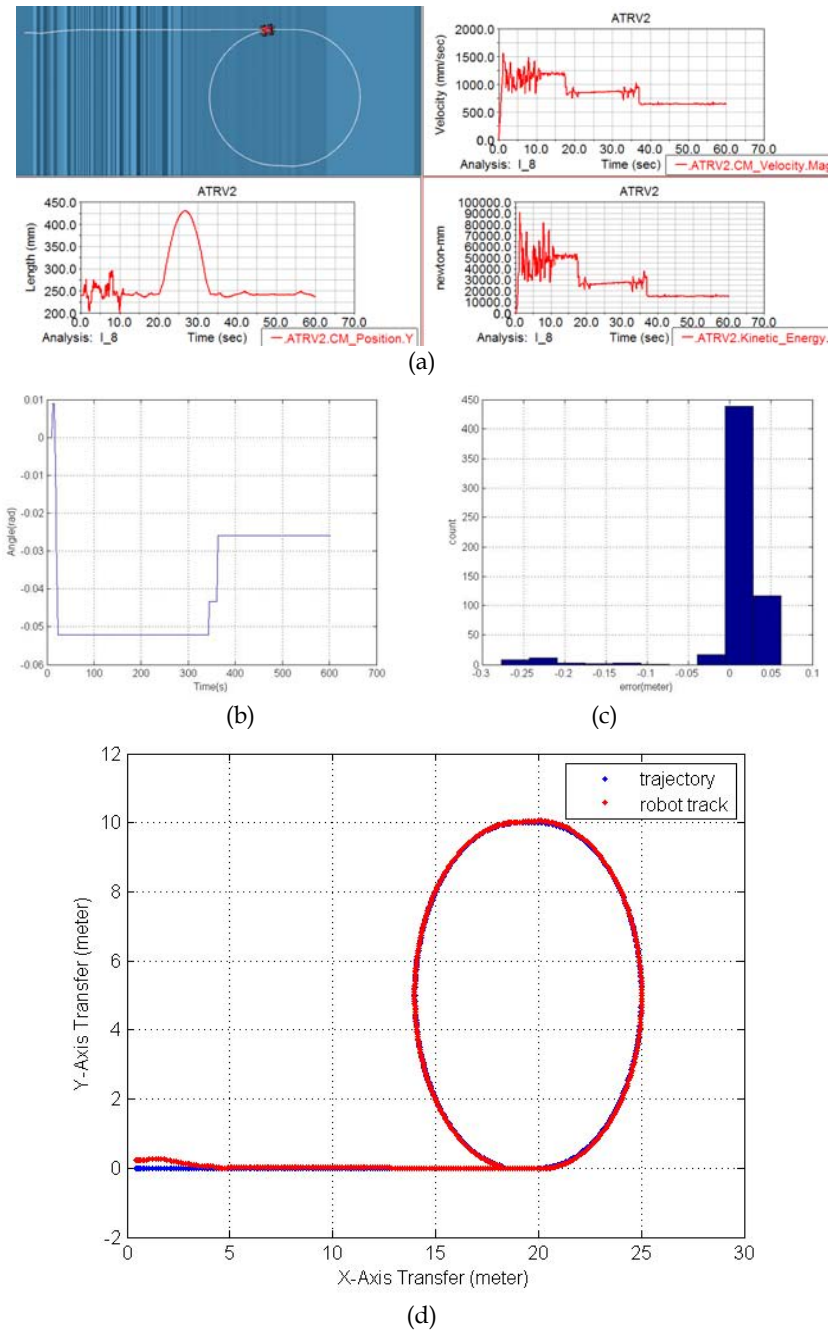 ATRV2
2000.0
1500.0
1000.0
500.0
0.0
Velocity (mm/sec)
0.0 10.0 20.0 30.0 40.0 50.0 60.0 70.0
Analysis: I_8 Time (sec) .ATRV2.CM_Velocity.Mag
ATRV2
450.0
400.0
350.0
300.0
250.0
200.0
Length (mm)
0.0 10.0 20.0 30.0 40.0 50.0 60.0 70.0
Analysis: I_8 Time (sec) .ATRV2.CM_Position.Y
ATRV2
100000.0
90000.0
80000.0
70000.0
60000.0
50000.0
40000.0
30000.0
20000.0
10000.0
0.0
newton-mm
0.0 10.0 20.0 30.0 40.0 50.0 60.0 70.0
Analysis: I_8 Time (sec) .ATRV2.Kinetic_Energy.
(a)
0.01
0
-0.01
-0.02
-0.03
-0.04
-0.05
-0.06
Angle(rad)
0 100 200 300 400 500 600 700
Time(s)
(b)
450
400
350
300
250
200
150
100
50
0
count
-0.3 -0.25 -0.2 -0.15 -0.1 -0.05 0 0.05 0.1
error(meter)
(c)
12
10
8
6
4
2
0
-2
Y-Axis Transfer (meter)
trajectory
robot track
0 5 10 15 20 25 30
X-Axis Transfer (meter)
(d)